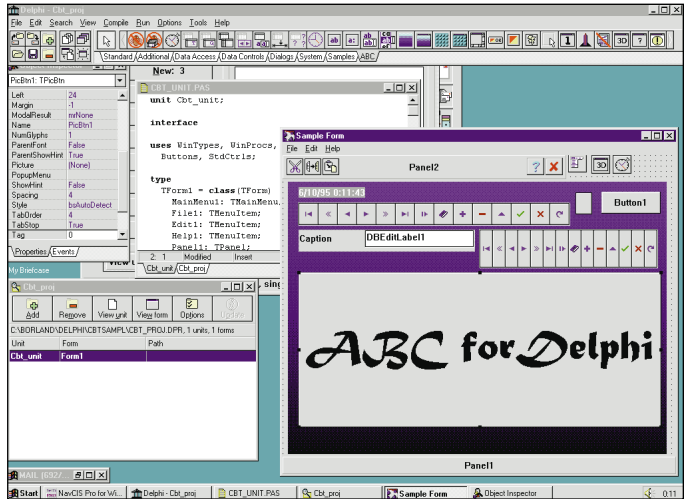 Delphi - Cbt_proj
File Edit Search View Compile Run Options Tools Help
Standard Additional Data Access Data Controls Dialogs System Samples ABC
PicBtn1: TPicBtn
Left 24
Margin -1
ModalResult mrNone
Name PicBtn1
NumGlyphs 1
ParentFont False
ParentShowHint True
Picture (None)
PopupMenu
ShowHint False
Spacing 4
Style bsAutoDetect
TabOrder 4
TabStop True
Tag 0
Properties Events
My Briefcase
New: 3
CBT_UNIT.PAS
unit Cbt_unit;
interface
uses WinTypes, WinProcs,
Buttons, StdCtrls;
type
TForm1 = class(TForm)
MainMenu1: TMainMenu
File1: TMenuItem;
Edit1: TMenuItem;
Help1: TMenuItem;
Panel1: TPanel;
2: 1 Modified Insert
Cbt_unit Cbt_proj
Cbt_proj
Add Remove View unit View form Options Update
C:\BORLAND\DELPHI\CBTSAMPL\CBT_PROJ.DPR, 1 units, 1 forms
Unit Form Path
Cbt_unit Form1
, sing
Sample Form
File Edit Help
Panel2
3D
6/10/95 0:11:43
Button1
Caption DBEditLabel1
ABC for Delphi
Panel1
Start NavCIS Pro for Wi... Delphi - Cbt_proj CBT_UNIT.PAS Cbt_proj Sample Form Object Inspector 0:11